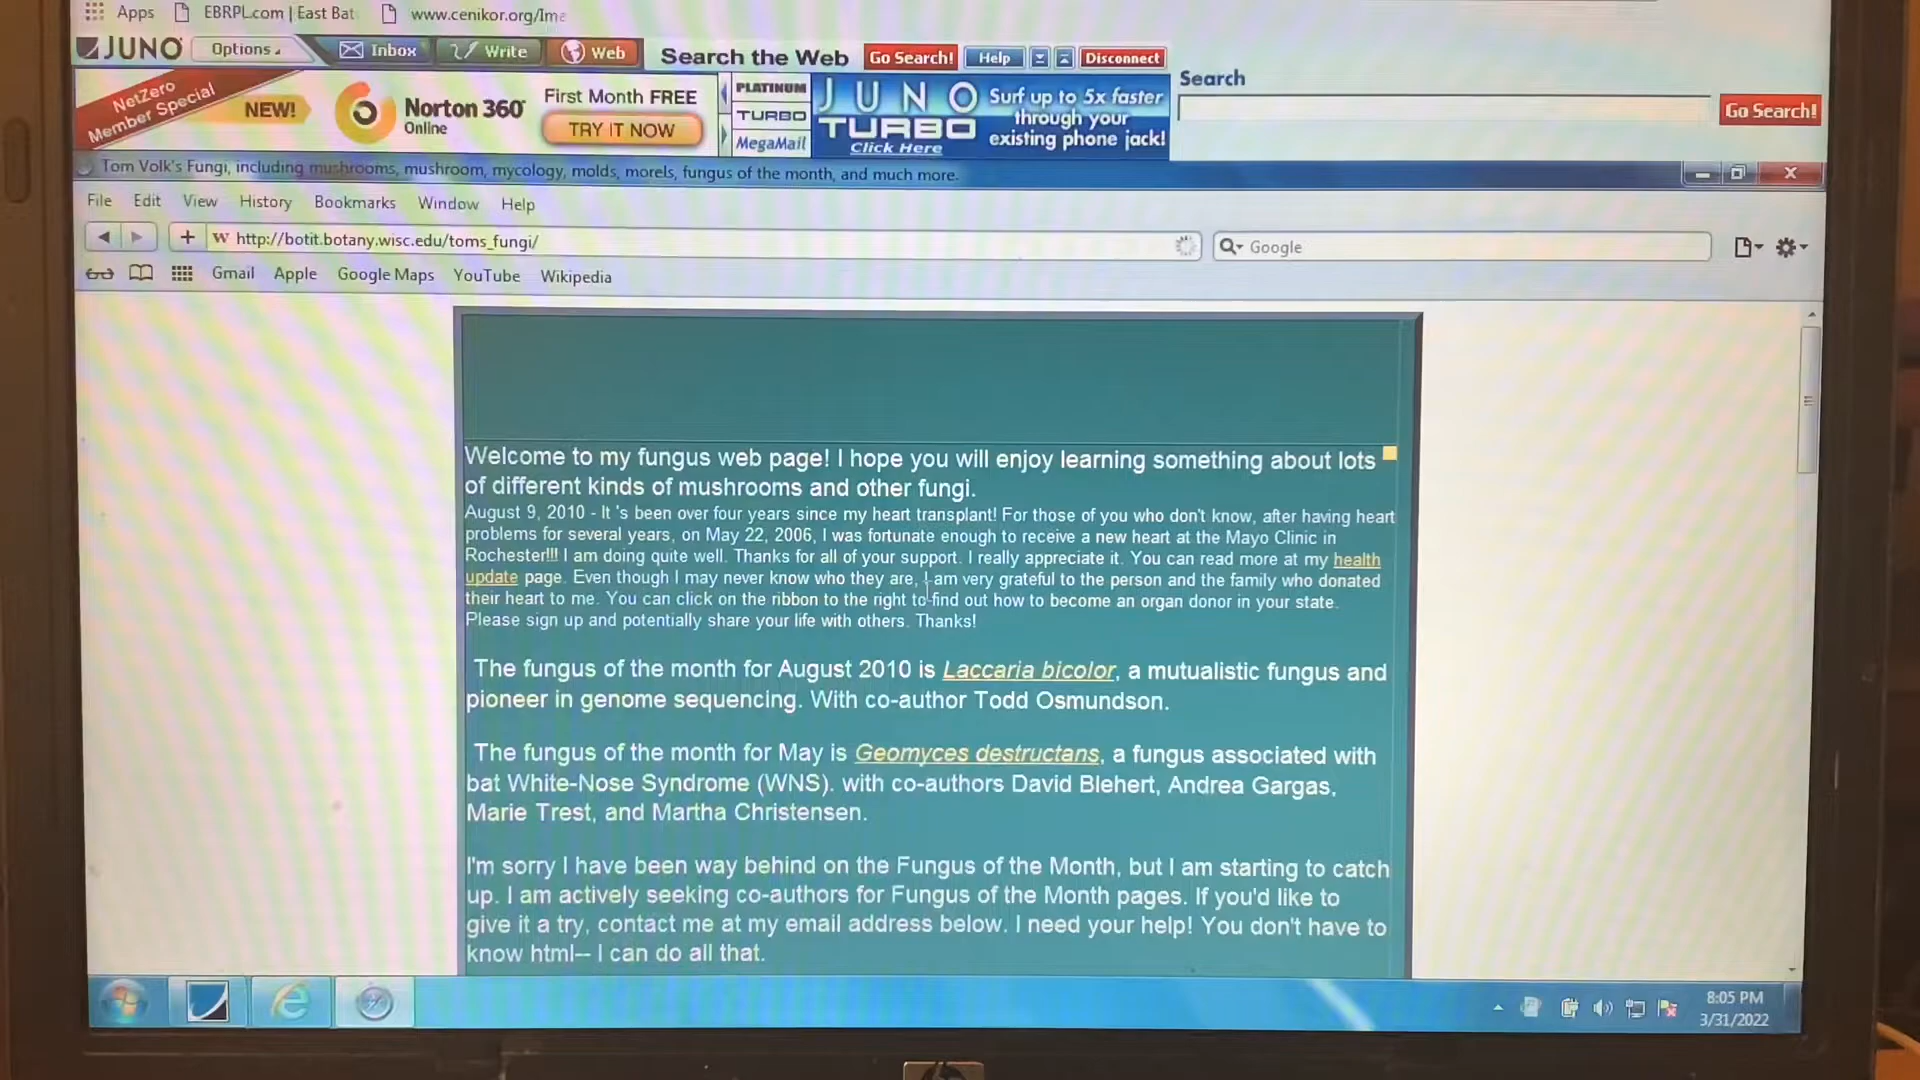 Apps EBRPL.com | East Bat www.cenikor.org/Ima
JUNO Options Inbox Write Web Search the Web Go Search! Help Disconnect
Search
Go Search!
NetZero
Member Special
NEW!
Norton 360
Online
First Month FREE
TRY IT NOW
PLATINUM
TURBO
MegaMail
JUNO
TURBO
Click Here
Surf up to 5x faster
through your
existing phone jack!
Tom Volk's Fungi, including mushrooms, mushroom, mycology, molds, morels, fungus of the month, and much more.
File Edit View History Bookmarks Window Help
W http://botit.botany.wisc.edu/toms_fungi/
Google
Gmail Apple Google Maps YouTube Wikipedia
Welcome to my fungus web page! I hope you will enjoy learning something about lots
of different kinds of mushrooms and other fungi.
August 9, 2010 - It 's been over four years since my heart transplant! For those of you who don't know, after having heart
problems for several years, on May 22, 2006, I was fortunate enough to receive a new heart at the Mayo Clinic in
Rochester!!! I am doing quite well. Thanks for all of your support. I really appreciate it. You can read more at my health
update page. Even though I may never know who they are, I am very grateful to the person and the family who donated
their heart to me. You can click on the ribbon to the right to find out how to become an organ donor in your state.
Please sign up and potentially share your life with others. Thanks!
The fungus of the month for August 2010 is Laccaria bicolor, a mutualistic fungus and
pioneer in genome sequencing. With co-author Todd Osmundson.
The fungus of the month for May is Geomyces destructans, a fungus associated with
bat White-Nose Syndrome (WNS). with co-authors David Blehert, Andrea Gargas,
Marie Trest, and Martha Christensen.
I'm sorry I have been way behind on the Fungus of the Month, but I am starting to catch
up. I am actively seeking co-authors for Fungus of the Month pages. If you'd like to
give it a try, contact me at my email address below. I need your help! You don't have to
know html-- I can do all that.
8:05 PM
3/31/2022
hp